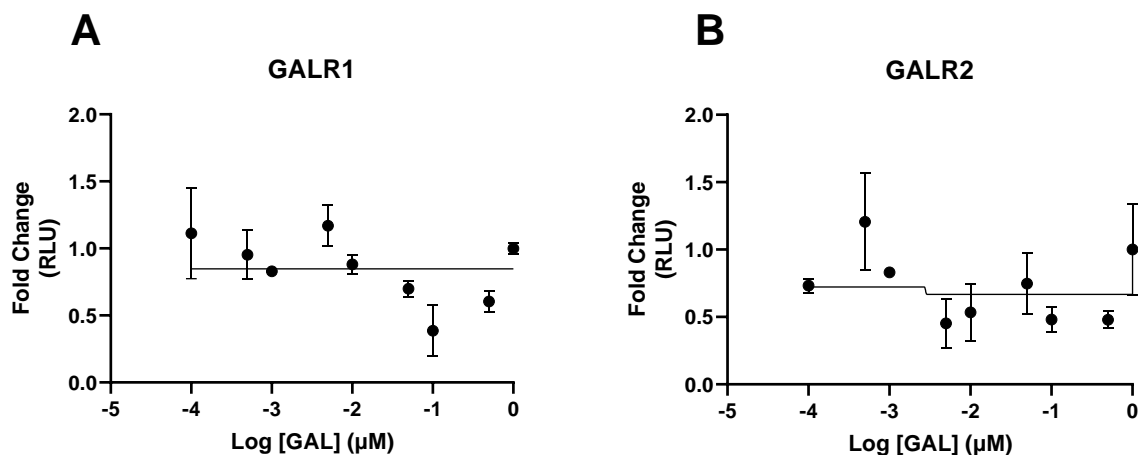 A
GALR1
2.0
1.5
1.0
0.5
0.0
-5 -4 -3 -2 -1 0
Fold Change
(RLU)
Log [GAL] (µM)
B
GALR2
2.0
1.5
1.0
0.5
0.0
-5 -4 -3 -2 -1 0
Fold Change
(RLU)
Log [GAL] (µM)